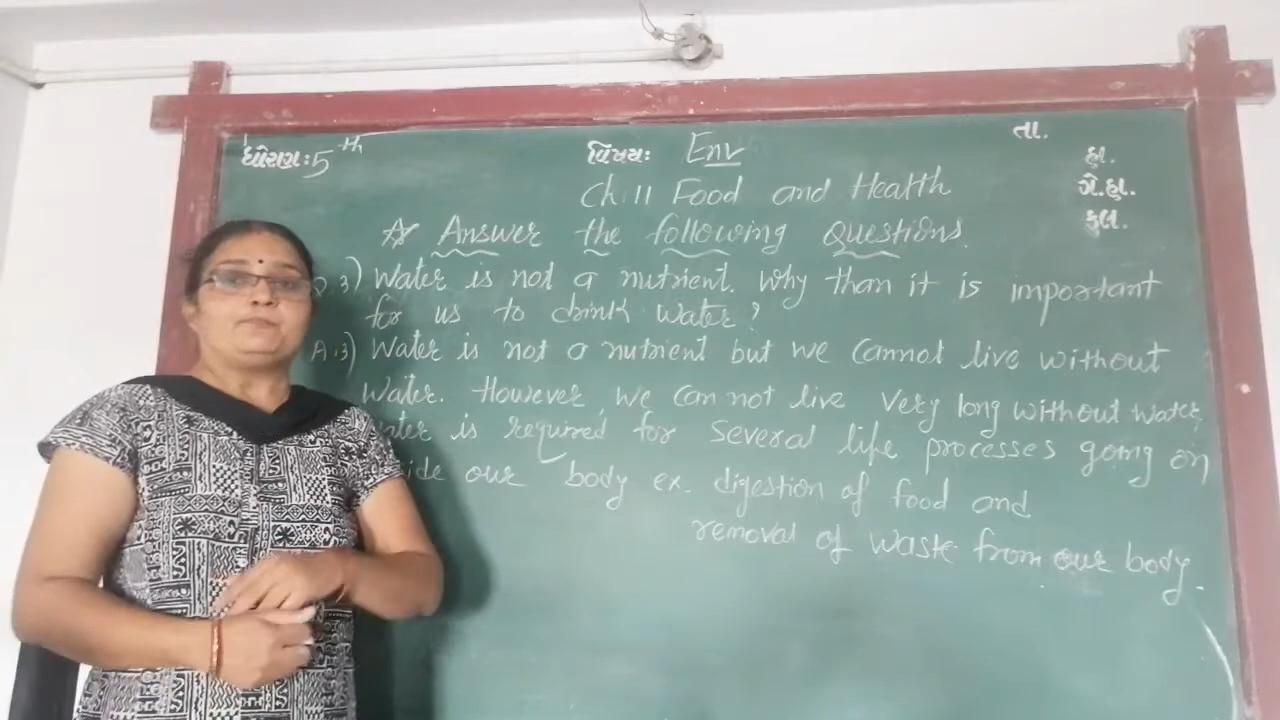 ધોરણ: 5th વિષય: Env તા.
હા.
Ch.11 Food and Health ગે.હા.
☆ Answer the following Questions. કુલ.
Q.3) Water is not a nutrient. Why than it is important
for us to drink water?
A.3) Water is not a nutrient but we cannot live without
water. However, we can not live very long without water,
water is required for several life processes going on
our body ex. digestion of food and
removal of waste from our body.